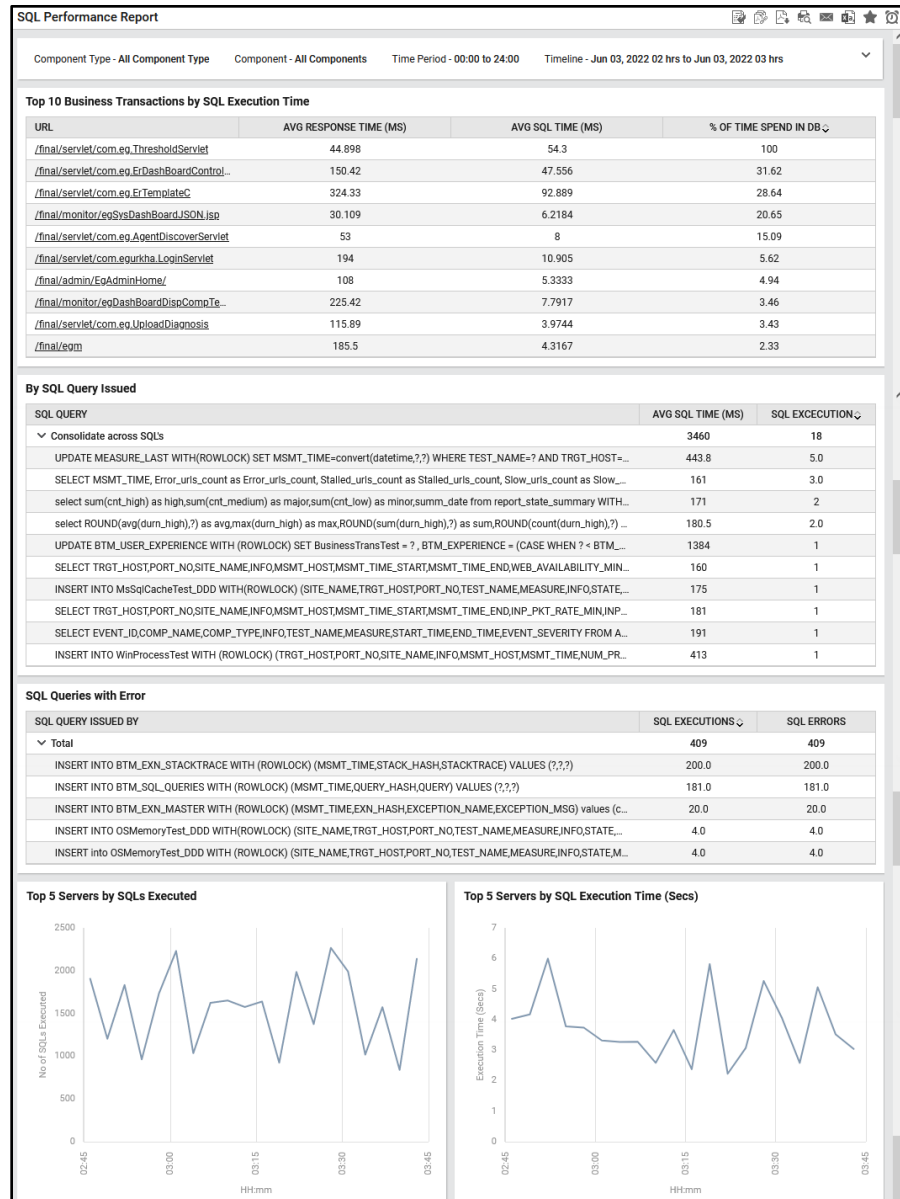 SQL Performance Report
Component Type - All Component Type Component - All Components Time Period - 00:00 to 24:00 Timeline - Jun 03, 2022 02 hrs to Jun 03, 2022 03 hrs
Top 10 Business Transactions by SQL Execution Time
URL AVG RESPONSE TIME (MS) AVG SQL TIME (MS) % OF TIME SPEND IN DB
/final/servlet/com.eg.ThresholdServlet 44.898 54.3 100
/final/servlet/com.eg.ErDashBoardControl... 150.42 47.556 31.62
/final/servlet/com.eg.ErTemplateC 324.33 92.889 28.64
/final/monitor/egSysDashBoardJSON.jsp 30.109 6.2184 20.65
/final/servlet/com.eg.AgentDiscoverServlet 53 8 15.09
/final/servlet/com.egurkha.LoginServlet 194 10.905 5.62
/final/admin/EgAdminHome/ 108 5.3333 4.94
/final/monitor/egDashBoardDispCompTe... 225.42 7.7917 3.46
/final/servlet/com.eg.UploadDiagnosis 115.89 3.9744 3.43
/final/egm 185.5 4.3167 2.33
By SQL Query Issued
SQL QUERY AVG SQL TIME (MS) SQL EXCECUTION
Consolidate across SQL's 3460 18
UPDATE MEASURE_LAST WITH(ROWLOCK) SET MSMT_TIME=convert(datetime,?,?) WHERE TEST_NAME=? AND TRGT_HOST=... 443.8 5.0
SELECT MSMT_TIME, Error_urls_count as Error_urls_count, Stalled_urls_count as Stalled_urls_count, Slow_urls_count as Slow_... 161 3.0
select sum(cnt_high) as high,sum(cnt_medium) as major,sum(cnt_low) as minor,summ_date from report_state_summary WITH... 171 2
select ROUND(avg(durn_high),?) as avg,max(durn_high) as max,ROUND(sum(durn_high),?) as sum,ROUND(count(durn_high),?) ... 180.5 2.0
UPDATE BTM_USER_EXPERIENCE WITH (ROWLOCK) SET BusinessTransTest = ? , BTM_EXPERIENCE = (CASE WHEN ? < BTM_... 1384 1
SELECT TRGT_HOST,PORT_NO,SITE_NAME,INFO,MSMT_HOST,MSMT_TIME_START,MSMT_TIME_END,WEB_AVAILABILITY_MIN... 160 1
INSERT INTO MsSqlCacheTest_DDD WITH(ROWLOCK) (SITE_NAME,TRGT_HOST,PORT_NO,TEST_NAME,MEASURE,INFO,STATE,... 175 1
SELECT TRGT_HOST,PORT_NO,SITE_NAME,INFO,MSMT_HOST,MSMT_TIME_START,MSMT_TIME_END,INP_PKT_RATE_MIN,INP... 181 1
SELECT EVENT_ID,COMP_NAME,COMP_TYPE,INFO,TEST_NAME,MEASURE,START_TIME,END_TIME,EVENT_SEVERITY FROM A... 191 1
INSERT INTO WinProcessTest WITH (ROWLOCK) (TRGT_HOST,PORT_NO,SITE_NAME,INFO,MSMT_HOST,MSMT_TIME,NUM_PR... 413 1
SQL Queries with Error
SQL QUERY ISSUED BY SQL EXECUTIONS SQL ERRORS
Total 409 409
INSERT INTO BTM_EXN_STACKTRACE WITH (ROWLOCK) (MSMT_TIME,STACK_HASH,STACKTRACE) VALUES (?,?,?) 200.0 200.0
INSERT INTO BTM_SQL_QUERIES WITH (ROWLOCK) (MSMT_TIME,QUERY_HASH,QUERY) VALUES (?,?,?) 181.0 181.0
INSERT INTO BTM_EXN_MASTER WITH (ROWLOCK) (MSMT_TIME,EXN_HASH,EXCEPTION_NAME,EXCEPTION_MSG) values (c... 20.0 20.0
INSERT INTO OSMemoryTest_DDD WITH(ROWLOCK) (SITE_NAME,TRGT_HOST,PORT_NO,TEST_NAME,MEASURE,INFO,STATE,... 4.0 4.0
INSERT into OSMemoryTest_DDD WITH (ROWLOCK) (SITE_NAME,TRGT_HOST,PORT_NO,TEST_NAME,MEASURE,INFO,STATE,M... 4.0 4.0
Top 5 Servers by SQLs Executed
No of SQLs Executed
2500
2000
1500
1000
500
0
02:45 03:00 03:15 03:30 03:45
HH:mm
Top 5 Servers by SQL Execution Time (Secs)
Execution Time (Secs)
7
6
5
4
3
2
1
0
02:45 03:00 03:15 03:30 03:45
HH:mm